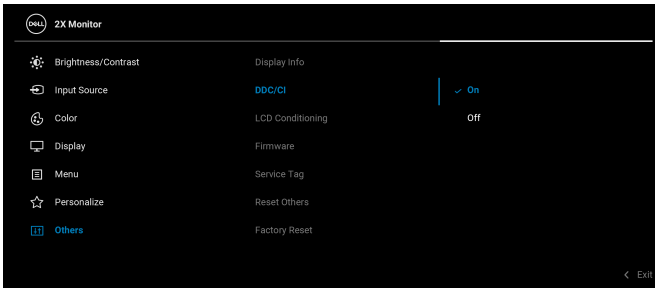 DELL 2X Monitor
Brightness/Contrast Display Info
Input Source DDC/CI On
Color LCD Conditioning Off
Display Firmware
Menu Service Tag
Personalize Reset Others
Others Factory Reset
Exit